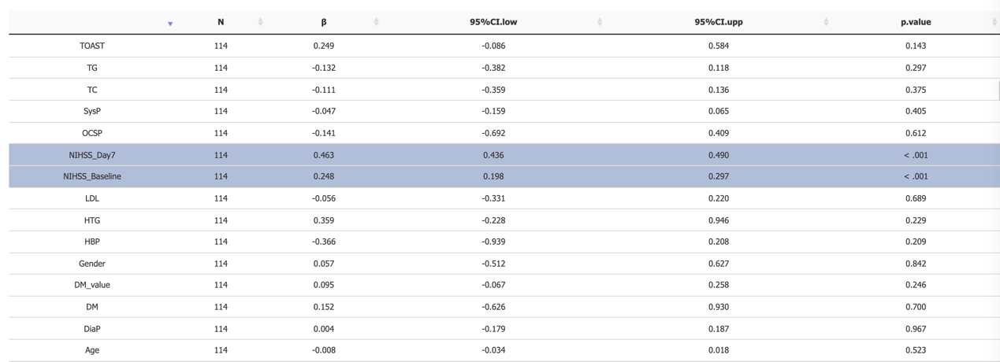 N β 95%CI.low 95%CI.upp p.value
TOAST 114 0.249 -0.086 0.584 0.143
TG 114 -0.132 -0.382 0.118 0.297
TC 114 -0.111 -0.359 0.136 0.375
SysP 114 -0.047 -0.159 0.065 0.405
OCSP 114 -0.141 -0.692 0.409 0.612
NIHSS_Day7 114 0.463 0.436 0.490 < .001
NIHSS_Baseline 114 0.248 0.198 0.297 < .001
LDL 114 -0.056 -0.331 0.220 0.689
HTG 114 0.359 -0.228 0.946 0.229
HBP 114 -0.366 -0.939 0.208 0.209
Gender 114 0.057 -0.512 0.627 0.842
DM_value 114 0.095 -0.067 0.258 0.246
DM 114 0.152 -0.626 0.930 0.700
DiaP 114 0.004 -0.179 0.187 0.967
Age 114 -0.008 -0.034 0.018 0.523